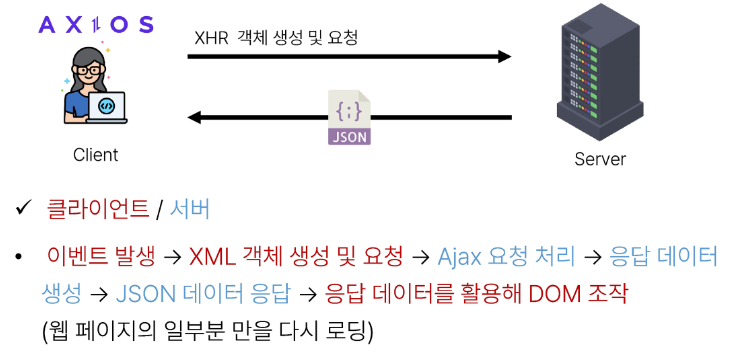 AXIOS
XHR 객체 생성 및 요청
{;}
JSON
Client
Server
✓ 클라이언트 / 서버
• 이벤트 발생 → XML 객체 생성 및 요청 → Ajax 요청 처리 → 응답 데이터
생성 → JSON 데이터 응답 → 응답 데이터를 활용해 DOM 조작
(웹 페이지의 일부분 만을 다시 로딩)